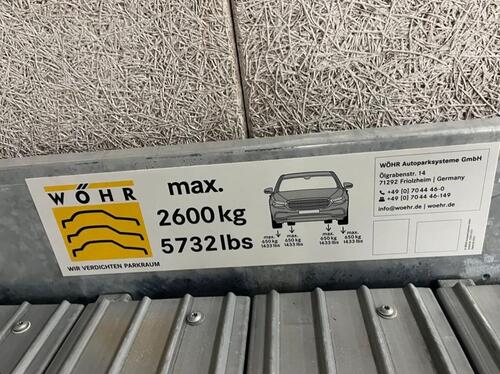 WÖHR
WIR VERDICHTEN PARKRAUM
max.
2600 kg
5732 lbs
max. max. max. max.
650 kg 650 kg 650 kg 650 kg
1433 lbs 1433 lbs 1433 lbs 1433 lbs
WÖHR Autoparksysteme GmbH
Ölgrabenstr. 14
71292 Friolzheim | Germany
+49 [0] 7044 46-0
+49 [0] 7044 46-149
info@woehr.de | woehr.de